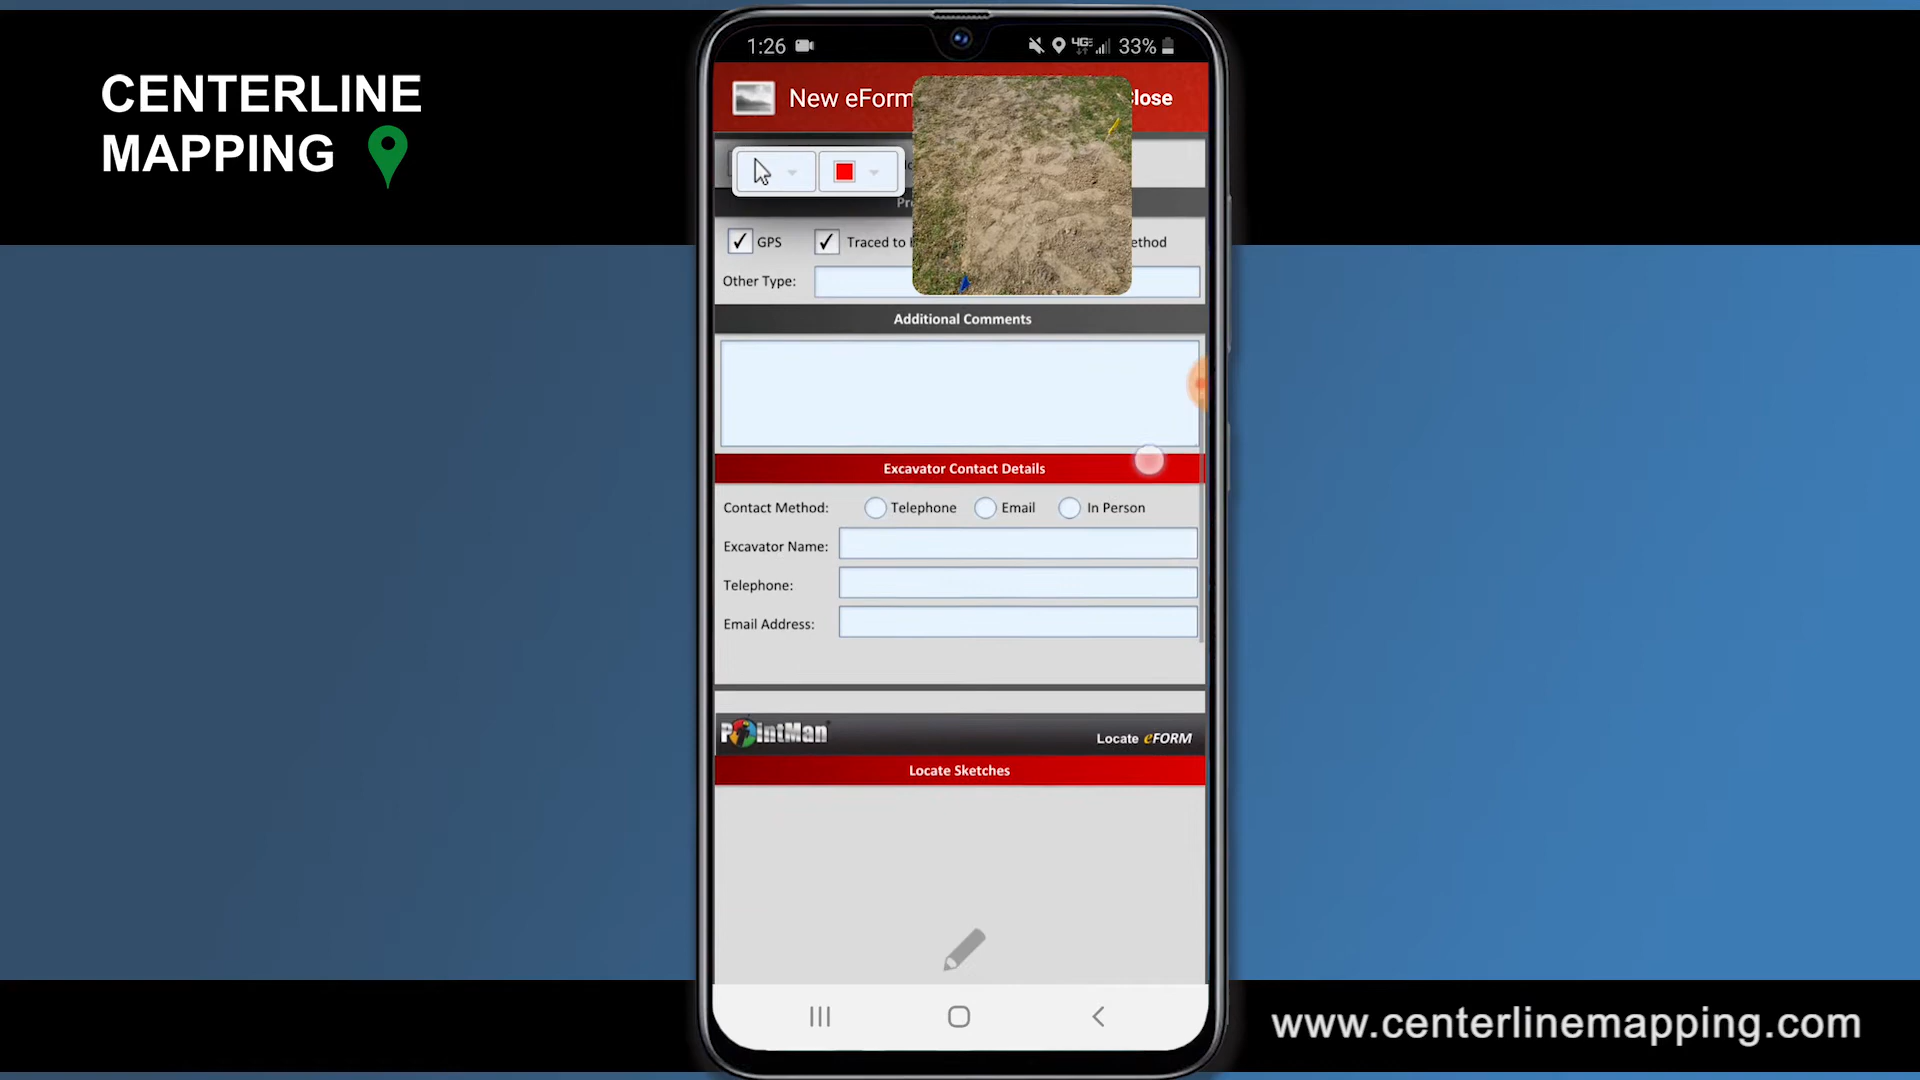 CENTERLINE
MAPPING
1:26
33%
New eForm
lose
GPS
Traced to
ethod
Other Type:
Additional Comments
Excavator Contact Details
Contact Method:
Telephone
Email
In Person
Excavator Name:
Telephone:
Email Address:
PointMan
Locate eFORM
Locate Sketches
www.centerlinemapping.com